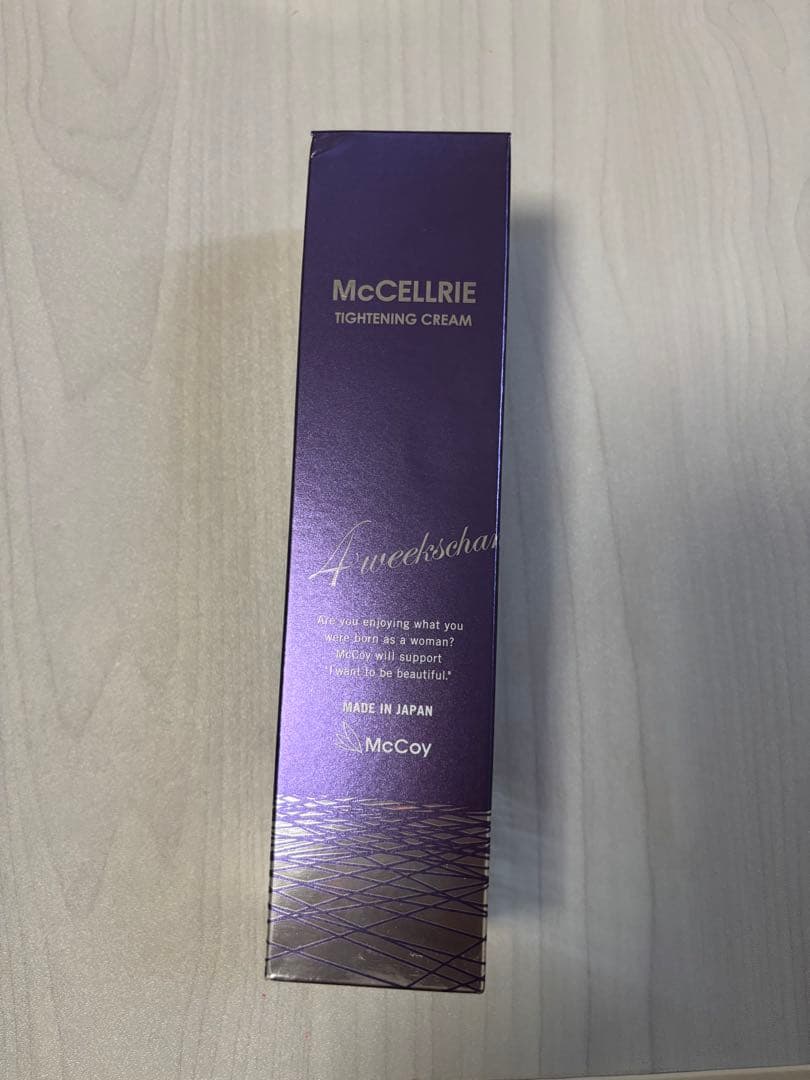 McCELLRIE
TIGHTENING CREAM
4weekscha
Are you enjoying what you
were born as a woman?
McCoy will support
"I want to be beautiful."
MADE IN JAPAN
McCoy